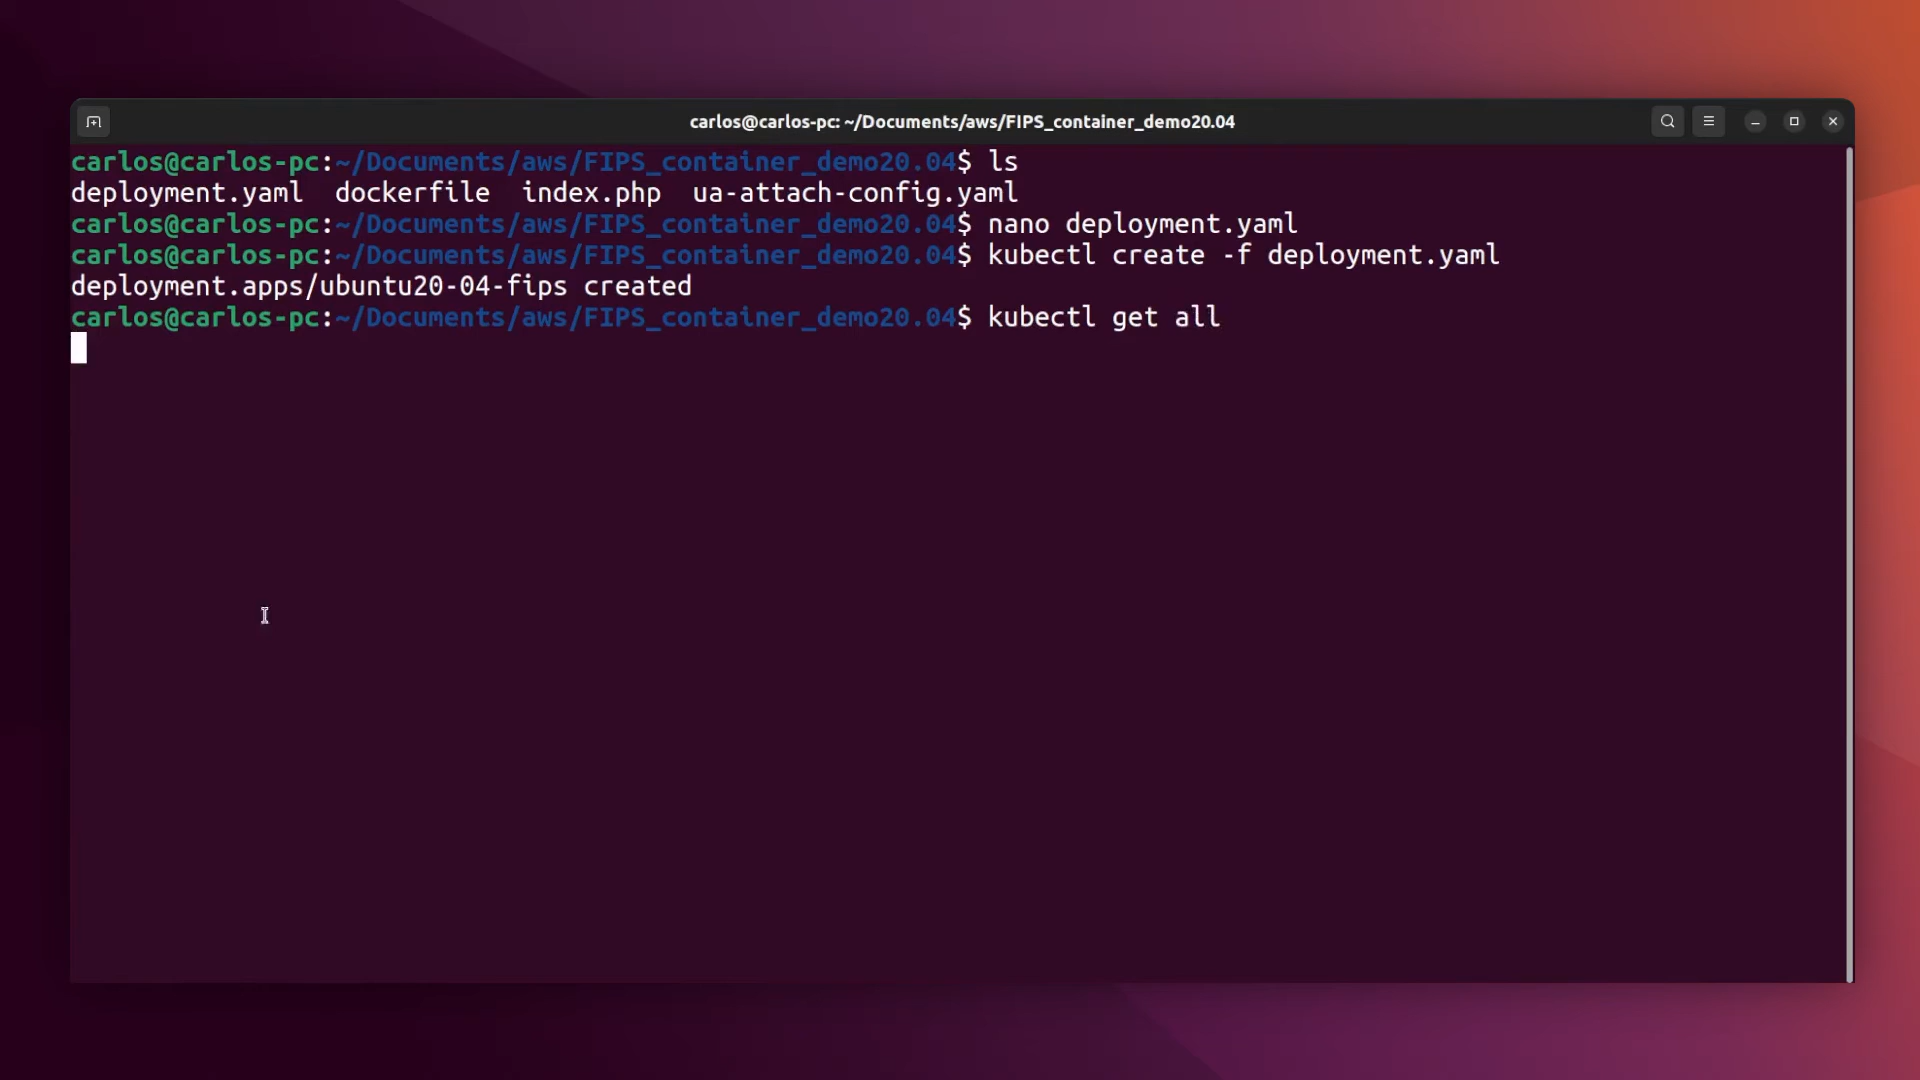 carlos@carlos-pc: ~/Documents/aws/FIPS_container_demo20.04
carlos@carlos-pc:~/Documents/aws/FIPS_container_demo20.04$ ls
deployment.yaml  dockerfile  index.php  ua-attach-config.yaml
carlos@carlos-pc:~/Documents/aws/FIPS_container_demo20.04$ nano deployment.yaml
carlos@carlos-pc:~/Documents/aws/FIPS_container_demo20.04$ kubectl create -f deployment.yaml
deployment.apps/ubuntu20-04-fips created
carlos@carlos-pc:~/Documents/aws/FIPS_container_demo20.04$ kubectl get all